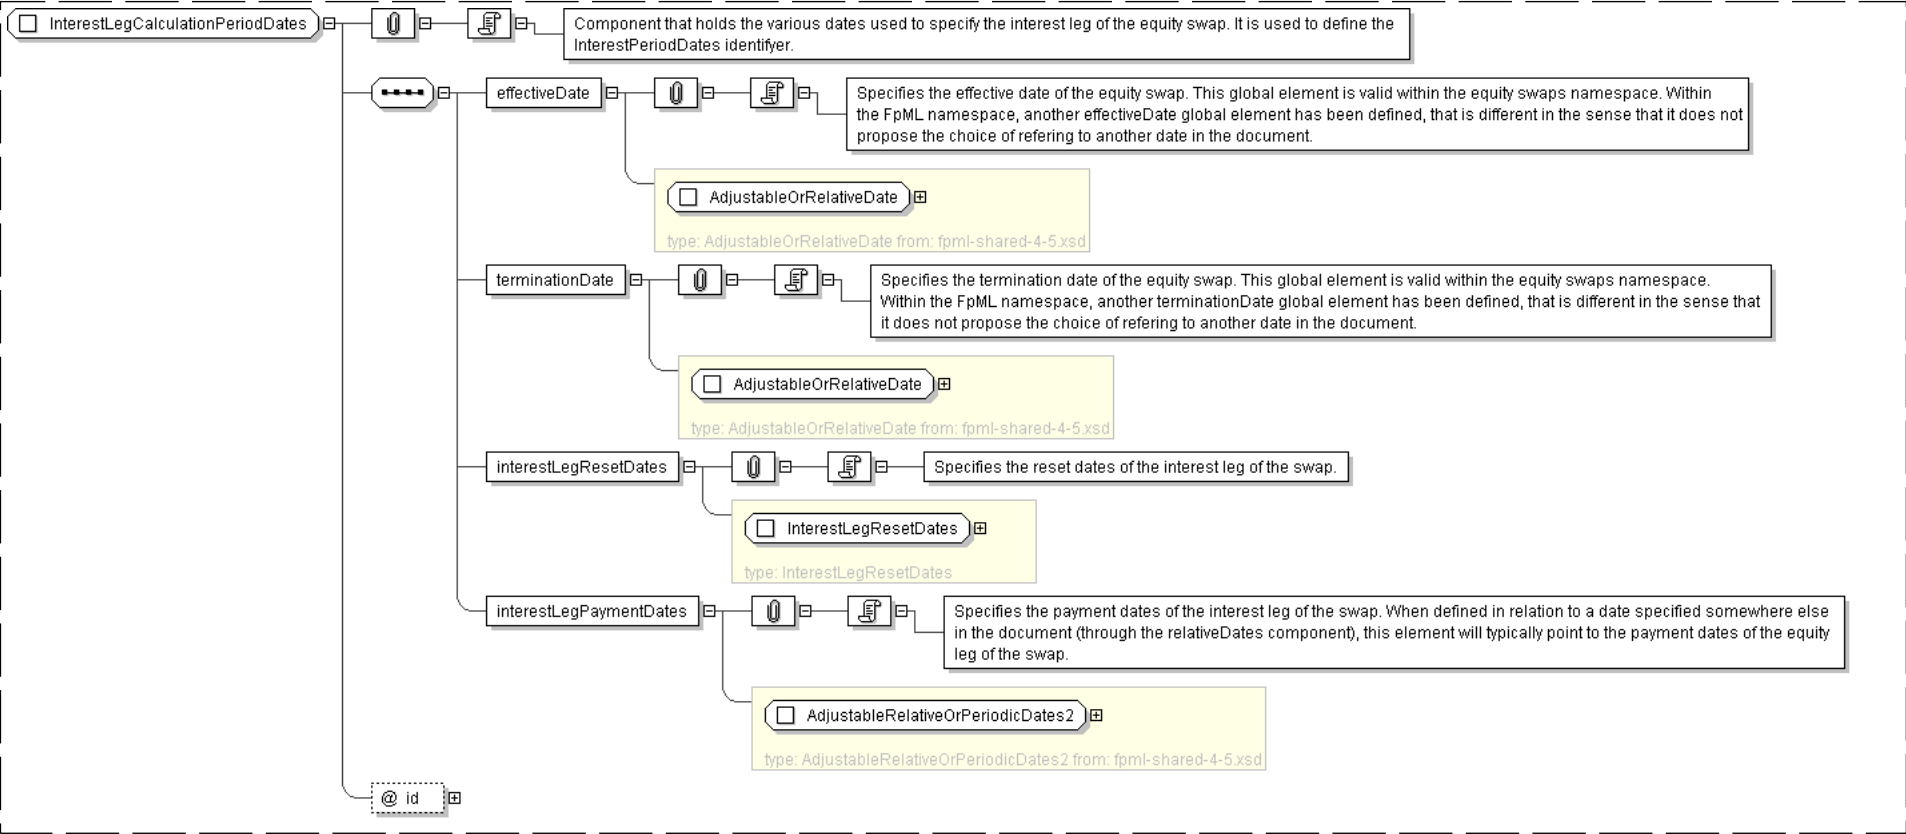 InterestLegCalculationPeriodDates
Component that holds the various dates used to specify the interest leg of the equity swap. It is used to define the
InterestPeriodDates identifyer.
effectiveDate
Specifies the effective date of the equity swap. This global element is valid within the equity swaps namespace. Within
the FpML namespace, another effectiveDate global element has been defined, that is different in the sense that it does not
propose the choice of refering to another date in the document.
AdjustableOrRelativeDate
type: AdjustableOrRelativeDate from: fpml-shared-4-5.xsd
terminationDate
Specifies the termination date of the equity swap. This global element is valid within the equity swaps namespace.
Within the FpML namespace, another terminationDate global element has been defined, that is different in the sense that
it does not propose the choice of refering to another date in the document.
AdjustableOrRelativeDate
type: AdjustableOrRelativeDate from: fpml-shared-4-5.xsd
interestLegResetDates
Specifies the reset dates of the interest leg of the swap.
InterestLegResetDates
type: InterestLegResetDates
interestLegPaymentDates
Specifies the payment dates of the interest leg of the swap. When defined in relation to a date specified somewhere else
in the document (through the relativeDates component), this element will typically point to the payment dates of the equity
leg of the swap.
AdjustableRelativeOrPeriodicDates2
type: AdjustableRelativeOrPeriodicDates2 from: fpml-shared-4-5.xsd
@ id